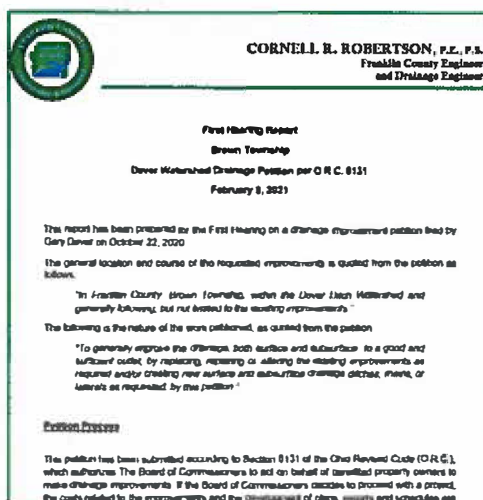 CORNELL R. ROBERTSON, P.E., P.S.
Franklin County Engineer
and Drainage Engineer
First Hearing Report
Brown Township
Dover Watershed Drainage Petition per O.R.C. 6131
February 9, 2021
This report has been prepared for the First Hearing on a drainage improvement petition filed by
Gary Dever on October 22, 2020
The general location and course of the requested improvements is quoted from the petition as
follows.
"In Franklin County Brown Township, within the Dover Ditch Watershed and
generally following, but not limited to the existing improvements "
The following is the nature of the work petitioned, as quoted from the petition
"To generally improve the drainage, both surface and subsurface to a good and
sufficient outlet, by replacing, repairing or altering the existing improvements as
required and/or creating new surface and subsurface drainage ditches, mains, or
laterals as requested by this petition "
Petition Process
This petition has been submitted according to Section 6131 of the Ohio Revised Code (O.R.C.),
which authorizes The Board of Commissioners to act on behalf of benefited property owners to
make drainage improvements If the Board of Commissioners decides to proceed with a project,
the costs related to the improvements and the development of plans, and schedules are